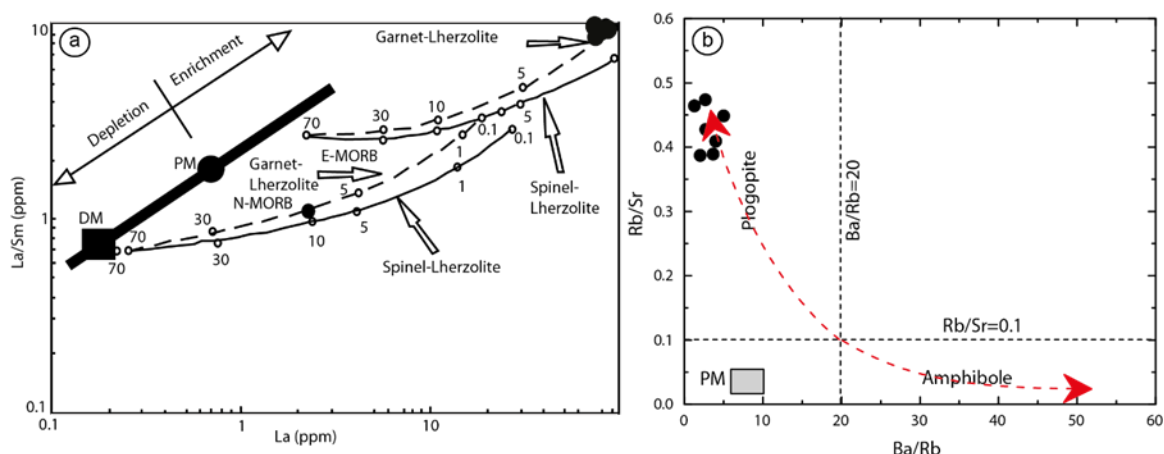 a
La/Sm (ppm)
10
1
0.1
0.1
1
10
La (ppm)
Depletion
Enrichment
PM
DM
Garnet-Lherzolite
5
10
30
70
0.1
5
0.1
E-MORB
Garnet-
Lherzolite
N-MORB
5
1
1
30
70
70
30
10
5
Spinel-
Lherzolite
Spinel-Lherzolite
b
Rb/Sr
0.6
0.5
0.4
0.3
0.2
0.1
0.0
0
10
20
30
40
50
60
Ba/Rb
Plogopite
Ba/Rb=20
Rb/Sr=0.1
PM
Amphibole